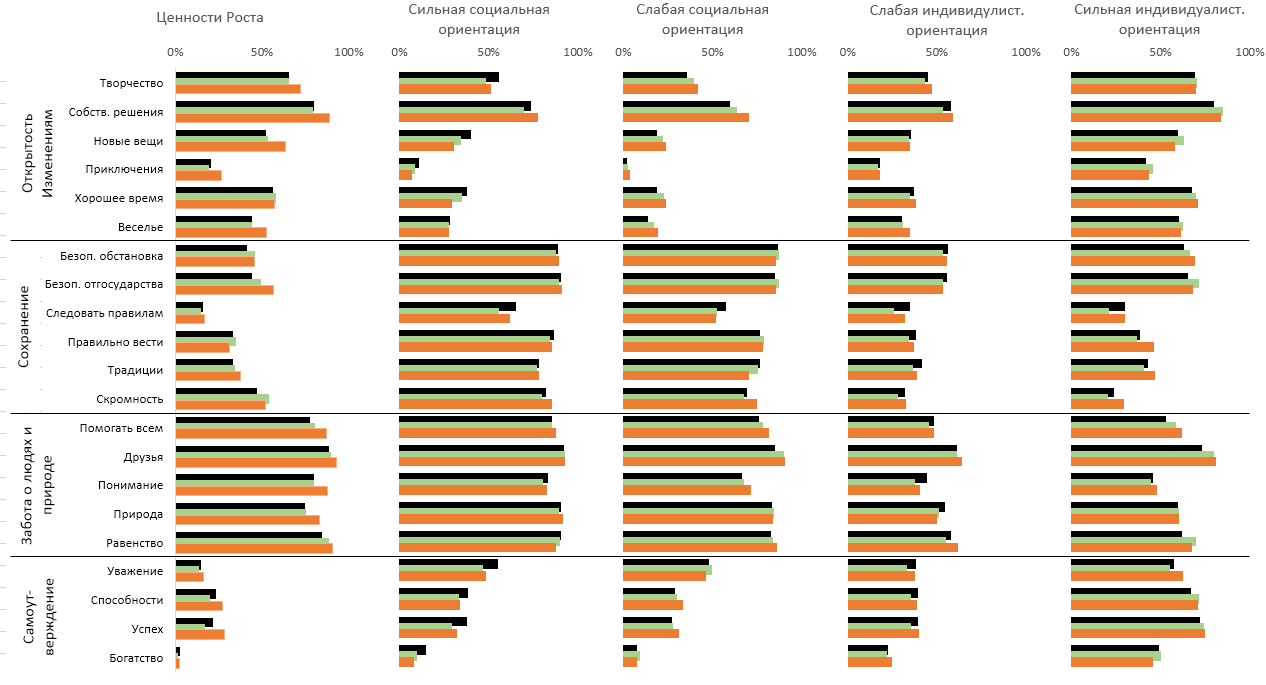 Ценности Роста
Сильная социальная
ориентация
Слабая социальная
ориентация
Слабая индивидулист.
ориентация
Сильная индивидуалист.
ориентация
0% 50% 100% 0% 50% 100% 0% 50% 100% 0% 50% 100% 0% 50% 100%
Открытость
Изменениям
Творчество
Собств. решения
Новые вещи
Приключения
Хорошее время
Веселье
Сохранение
Безоп. обстановка
Безоп. отгосударства
Следовать правилам
Правильно вести
Традиции
Скромность
Забота о людях и
природе
Помогать всем
Друзья
Понимание
Природа
Равенство
Самоут-
верждение
Уважение
Способности
Успех
Богатство